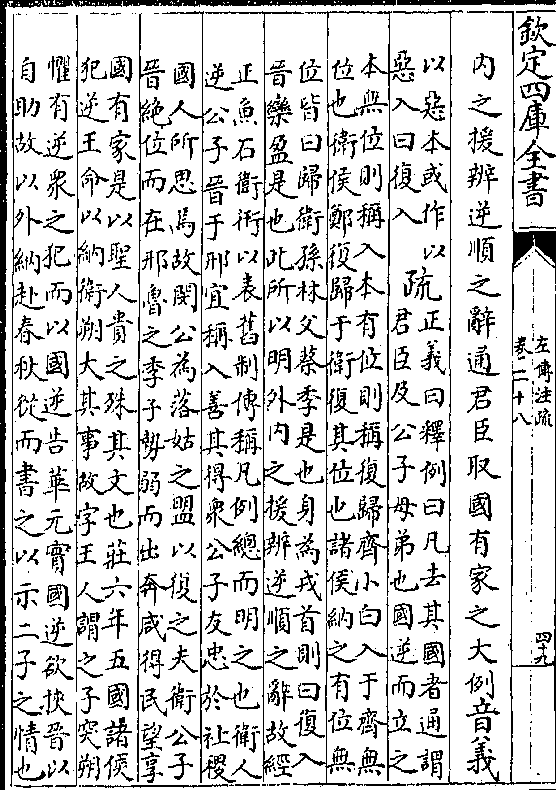 欽定四庫全書
左傳注疏
卷二十八
四十九
内之援辨逆順之辭通君臣取國有家之大例音義
以惡本或作以
惡入曰復入
疏
正義曰釋例曰凡去其國者通謂
君臣及公子母弟也國逆而立之
本無位則稱入本有位則稱復歸齊小白入于齊無
位也衛侯鄭復歸于衛復其位也諸侯納之有位無
位皆曰歸衛孫林父蔡季是也身為戎首則曰復入
晉欒盈是也此所以明外内之援辨逆順之辭故經
正魚石衛衎以表舊制傳稱凡例總而明之也衛人
逆公子晉于邢宜稱入善其得衆公子友忠於社稷
國人所思焉故閔公為落姑之盟以復之夫衛公子
晉絶位而在邢魯之季子勢弱而出奔咸得民望享
國有家是以聖人貴之殊其文也莊六年五國諸侯
犯逆王命以納衛朔大其事故字王人謂之子突朔
懼有逆衆之犯而以國逆告華元實國逆欲挾晉以
自助故以外納赴春秋從而書之以示二子之情也